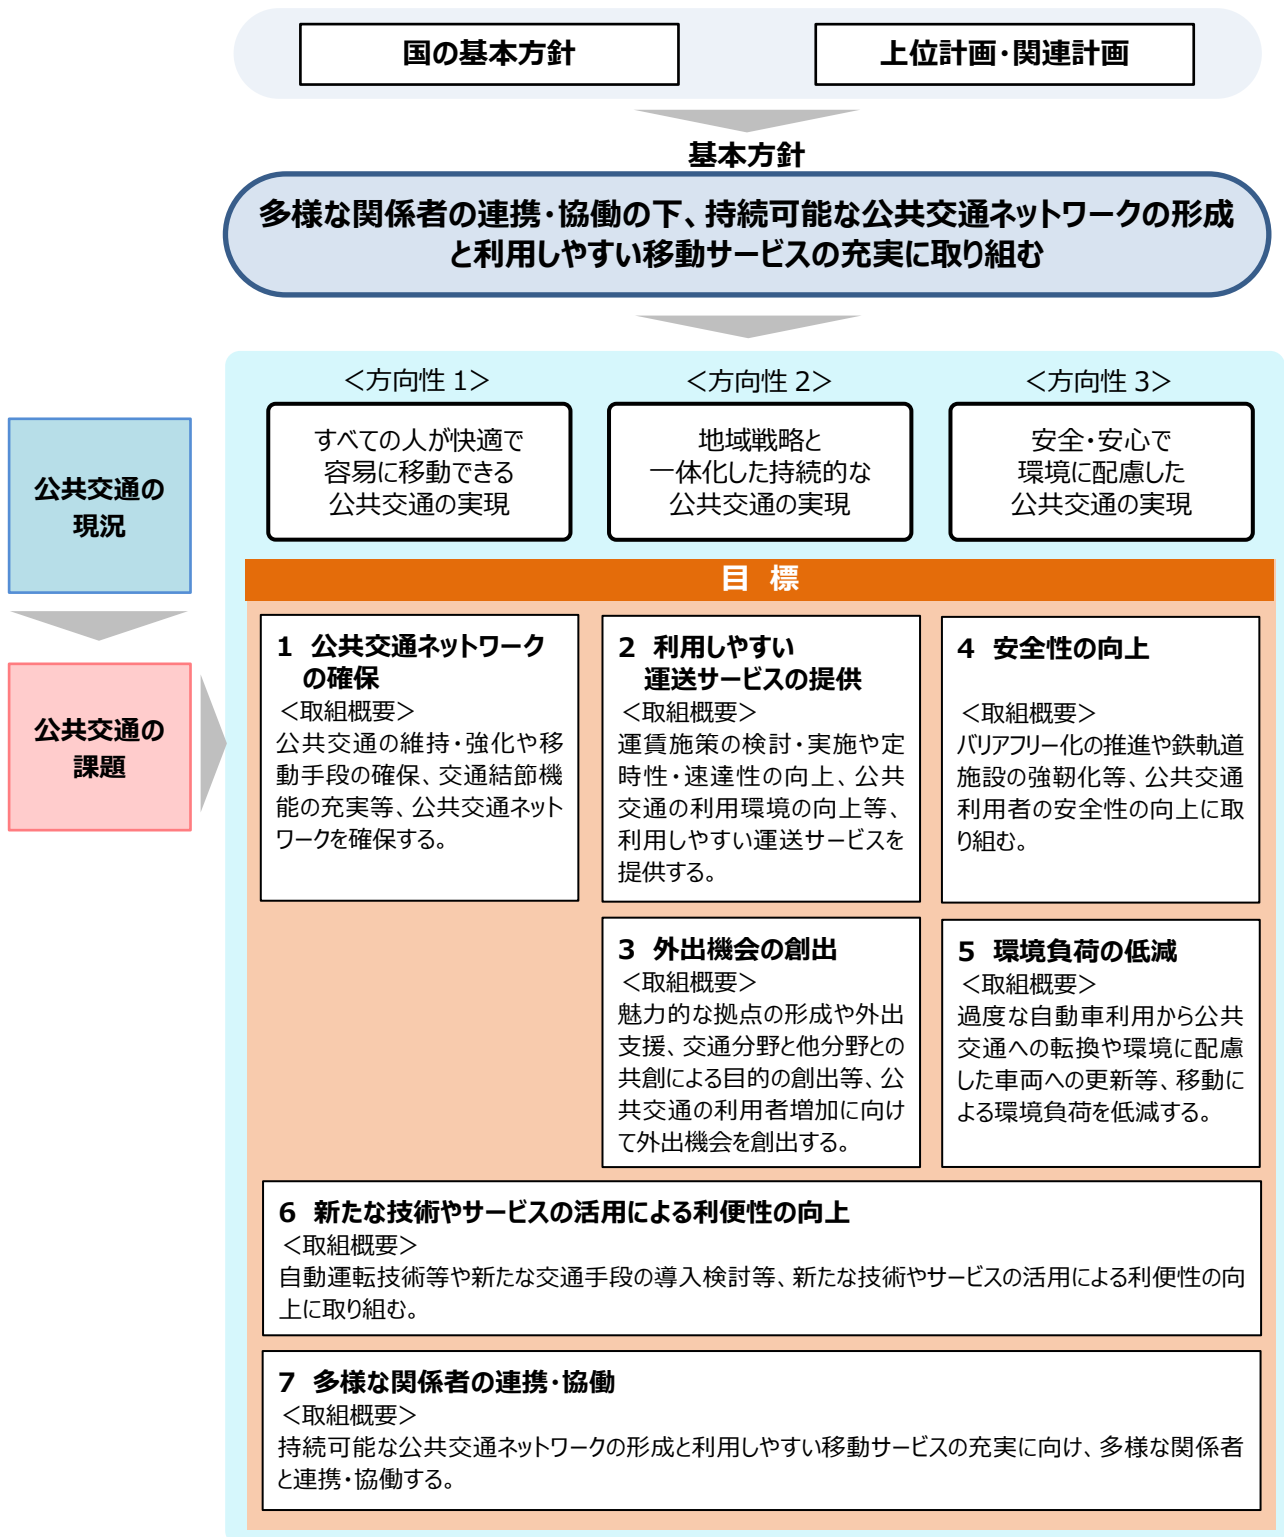 国の基本方針
上位計画・関連計画
基本方針
多様な関係者の連携・協働の下、持続可能な公共交通ネットワークの形成
と利用しやすい移動サービスの充実に取り組む
公共交通の
現況
公共交通の
課題
＜方向性 1＞
すべての人が快適で
容易に移動できる
公共交通の実現
＜方向性 2＞
地域戦略と
一体化した持続的な
公共交通の実現
＜方向性 3＞
安全・安心で
環境に配慮した
公共交通の実現
目 標
1 公共交通ネットワーク
の確保
＜取組概要＞
公共交通の維持・強化や移
動手段の確保、交通結節機
能の充実等、公共交通ネット
ワークを確保する。
2 利用しやすい
運送サービスの提供
＜取組概要＞
運賃施策の検討・実施や定
時性・速達性の向上、公共
交通の利用環境の向上等、
利用しやすい運送サービスを
提供する。
3 外出機会の創出
＜取組概要＞
魅力的な拠点の形成や外出
支援、交通分野と他分野との
共創による目的の創出等、公
共交通の利用者増加に向け
て外出機会を創出する。
4 安全性の向上
＜取組概要＞
バリアフリー化の推進や鉄軌道
施設の強靭化等、公共交通
利用者の安全性の向上に取
り組む。
5 環境負荷の低減
＜取組概要＞
過度な自動車利用から公共
交通への転換や環境に配慮
した車両への更新等、移動に
よる環境負荷を低減する。
6 新たな技術やサービスの活用による利便性の向上
＜取組概要＞
自動運転技術等や新たな交通手段の導入検討等、新たな技術やサービスの活用による利便性の向
上に取り組む。
7 多様な関係者の連携・協働
＜取組概要＞
持続可能な公共交通ネットワークの形成と利用しやすい移動サービスの充実に向け、多様な関係者
と連携・協働する。